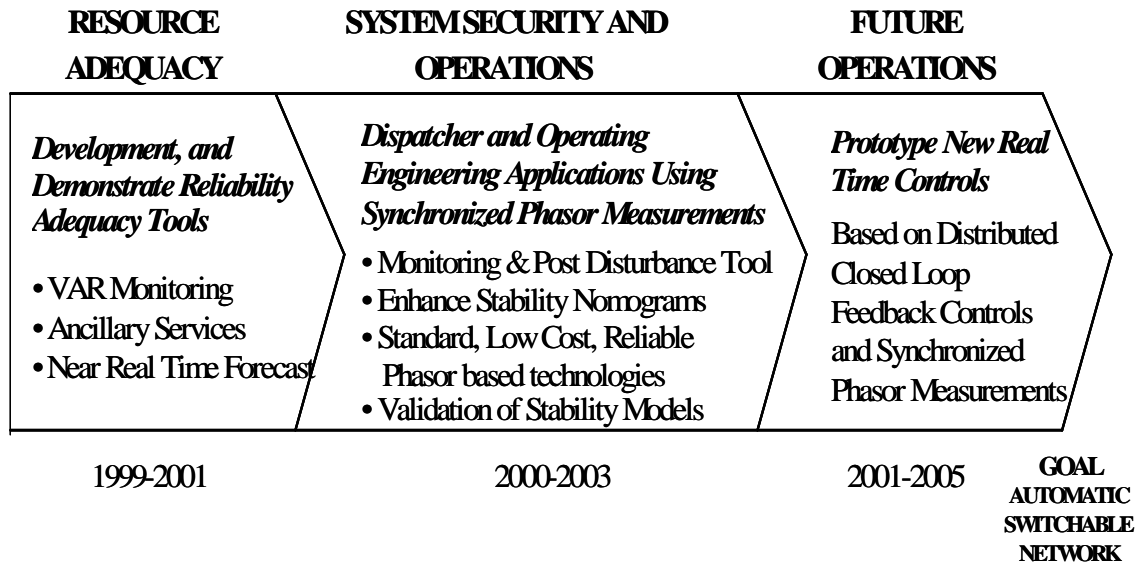 RESOURCE
ADEQUACY
SYSTEM SECURITY AND
OPERATIONS
FUTURE
OPERATIONS
Development, and
Demonstrate Reliability
Adequacy Tools
• VAR Monitoring
• Ancillary Services
• Near Real Time Forecast
Dispatcher and Operating
Engineering Applications Using
Synchronized Phasor Measurements
• Monitoring & Post Disturbance Tool
• Enhance Stability Nomograms
• Standard, Low Cost, Reliable
Phasor based technologies
• Validation of Stability Models
Prototype New Real
Time Controls
Based on Distributed
Closed Loop
Feedback Controls
and Synchronized
Phasor Measurements
1999-2001
2000-2003
2001-2005
GOAL
AUTOMATIC
SWITCHABLE
NETWORK